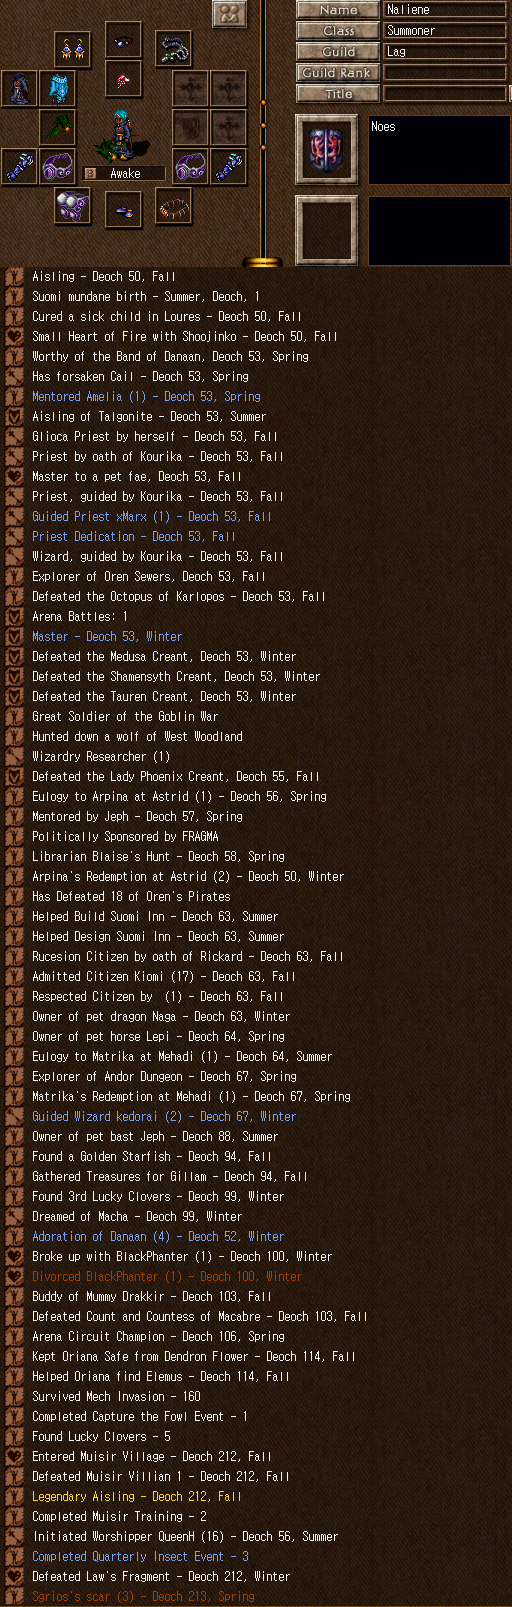 Name
Naliene
Class
Summoner
Guild
Lag
Guild Rank
Title
Noes
Awake
Aisling - Deoch 50, Fall
Suomi mundane birth - Summer, Deoch, 1
Cured a sick child in Loures - Deoch 50, Fall
Small Heart of Fire with Shoojinko - Deoch 50, Fall
Worthy of the Band of Danaan, Deoch 53, Spring
Has forsaken Cail - Deoch 53, Spring
Mentored Amelia (1) - Deoch 53, Spring
Aisling of Talgonite - Deoch 53, Summer
Glioca Priest by herself - Deoch 53, Fall
Priest by oath of Kourika - Deoch 53, Fall
Master to a pet fae, Deoch 53, Fall
Priest, guided by Kourika - Deoch 53, Fall
Guided Priest xMarx (1) - Deoch 53, Fall
Priest Dedication - Deoch 53, Fall
Wizard, guided by Kourika - Deoch 53, Fall
Explorer of Oren Sewers, Deoch 53, Fall
Defeated the Octopus of Karlopos - Deoch 53, Fall
Arena Battles: 1
Master - Deoch 53, Winter
Defeated the Medusa Creant, Deoch 53, Winter
Defeated the Shamensyth Creant, Deoch 53, Winter
Defeated the Tauren Creant, Deoch 53, Winter
Great Soldier of the Goblin War
Hunted down a wolf of West Woodland
Wizardry Researcher (1)
Defeated the Lady Phoenix Creant, Deoch 55, Fall
Eulogy to Arpina at Astrid (1) - Deoch 56, Spring
Mentored by Jeph - Deoch 57, Spring
Politically Sponsored by FRAGMA
Librarian Blaise's Hunt - Deoch 58, Spring
Arpina's Redemption at Astrid (2) - Deoch 50, Winter
Has Defeated 18 of Oren's Pirates
Helped Build Suomi Inn - Deoch 63, Summer
Helped Design Suomi Inn - Deoch 63, Summer
Rucesion Citizen by oath of Rickard - Deoch 63, Fall
Admitted Citizen Kiomi (17) - Deoch 63, Fall
Respected Citizen by  (1) - Deoch 63, Fall
Owner of pet dragon Naga - Deoch 63, Winter
Owner of pet horse Lepi - Deoch 64, Spring
Eulogy to Matrika at Mehadi (1) - Deoch 64, Summer
Explorer of Andor Dungeon - Deoch 67, Spring
Matrika's Redemption at Mehadi (1) - Deoch 67, Spring
Guided Wizard kedorai (2) - Deoch 67, Winter
Owner of pet bast Jeph - Deoch 88, Summer
Found a Golden Starfish - Deoch 94, Fall
Gathered Treasures for Gillam - Deoch 94, Fall
Found 3rd Lucky Clovers - Deoch 99, Winter
Dreamed of Macha - Deoch 99, Winter
Adoration of Danaan (4) - Deoch 52, Winter
Broke up with BlackPhanter (1) - Deoch 100, Winter
Divorced BlackPhanter (1) - Deoch 100, Winter
Buddy of Mummy Drakkir - Deoch 103, Fall
Defeated Count and Countess of Macabre - Deoch 103, Fall
Arena Circuit Champion - Deoch 106, Spring
Kept Oriana Safe from Dendron Flower - Deoch 114, Fall
Helped Oriana find Elemus - Deoch 114, Fall
Survived Mech Invasion - 160
Completed Capture the Fowl Event - 1
Found Lucky Clovers - 5
Entered Muisir Village - Deoch 212, Fall
Defeated Muisir Villian 1 - Deoch 212, Fall
Legendary Aisling - Deoch 212, Fall
Completed Muisir Training - 2
Initiated Worshipper QueenH (16) - Deoch 56, Summer
Completed Quarterly Insect Event - 3
Defeated Law's Fragment - Deoch 212, Winter
Sgrios's scar (3) - Deoch 213, Spring